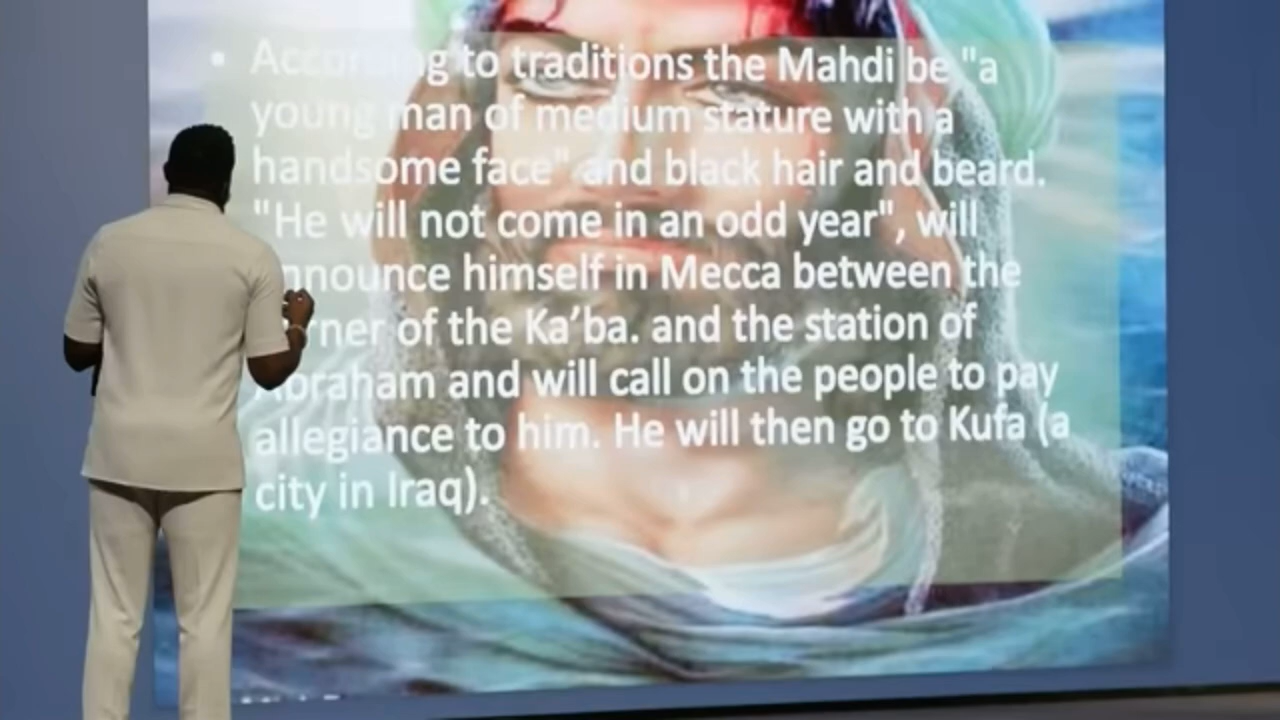 • According to traditions the Mahdi be "a
young man of medium stature with a
handsome face" and black hair and beard.
"He will not come in an odd year", will
nnounce himself in Mecca between the
rner of the Ka’ba. and the station of
Abraham and will call on the people to pay
allegiance to him. He will then go to Kufa (a
city in Iraq).